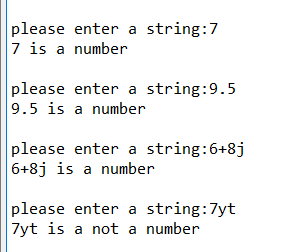 please enter a string:7
7 is a number
please enter a string:9.5
9.5 is a number
please enter a string:6+8j
6+8j is a number
please enter a string:7yt
7yt is a not a number